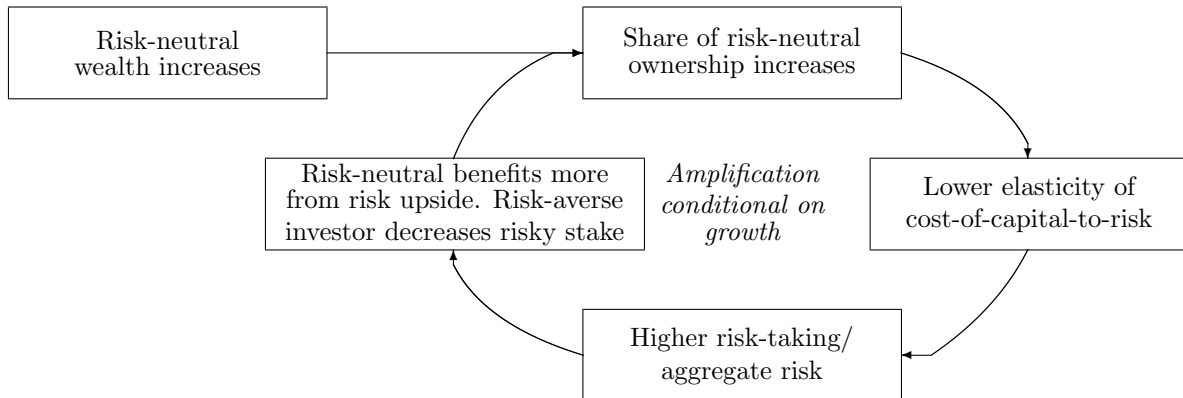 Risk-neutral
wealth increases
Share of risk-neutral
ownership increases
Risk-neutral benefits more
from risk upside. Risk-averse
investor decreases risky stake
Amplification
conditional on
growth
Lower elasticity of
cost-of-capital-to-risk
Higher risk-taking/
aggregate risk